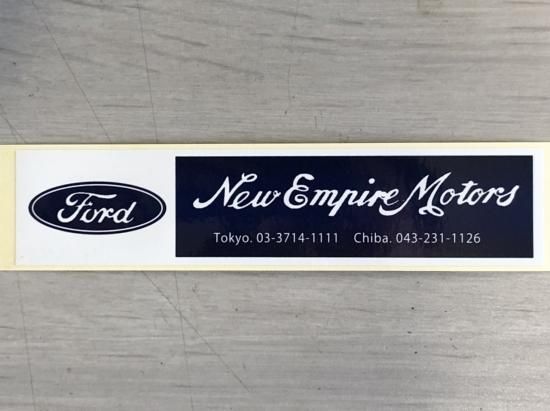 Ford
New Empire Motors
Tokyo. 03-3714-1111 Chiba. 043-231-1126